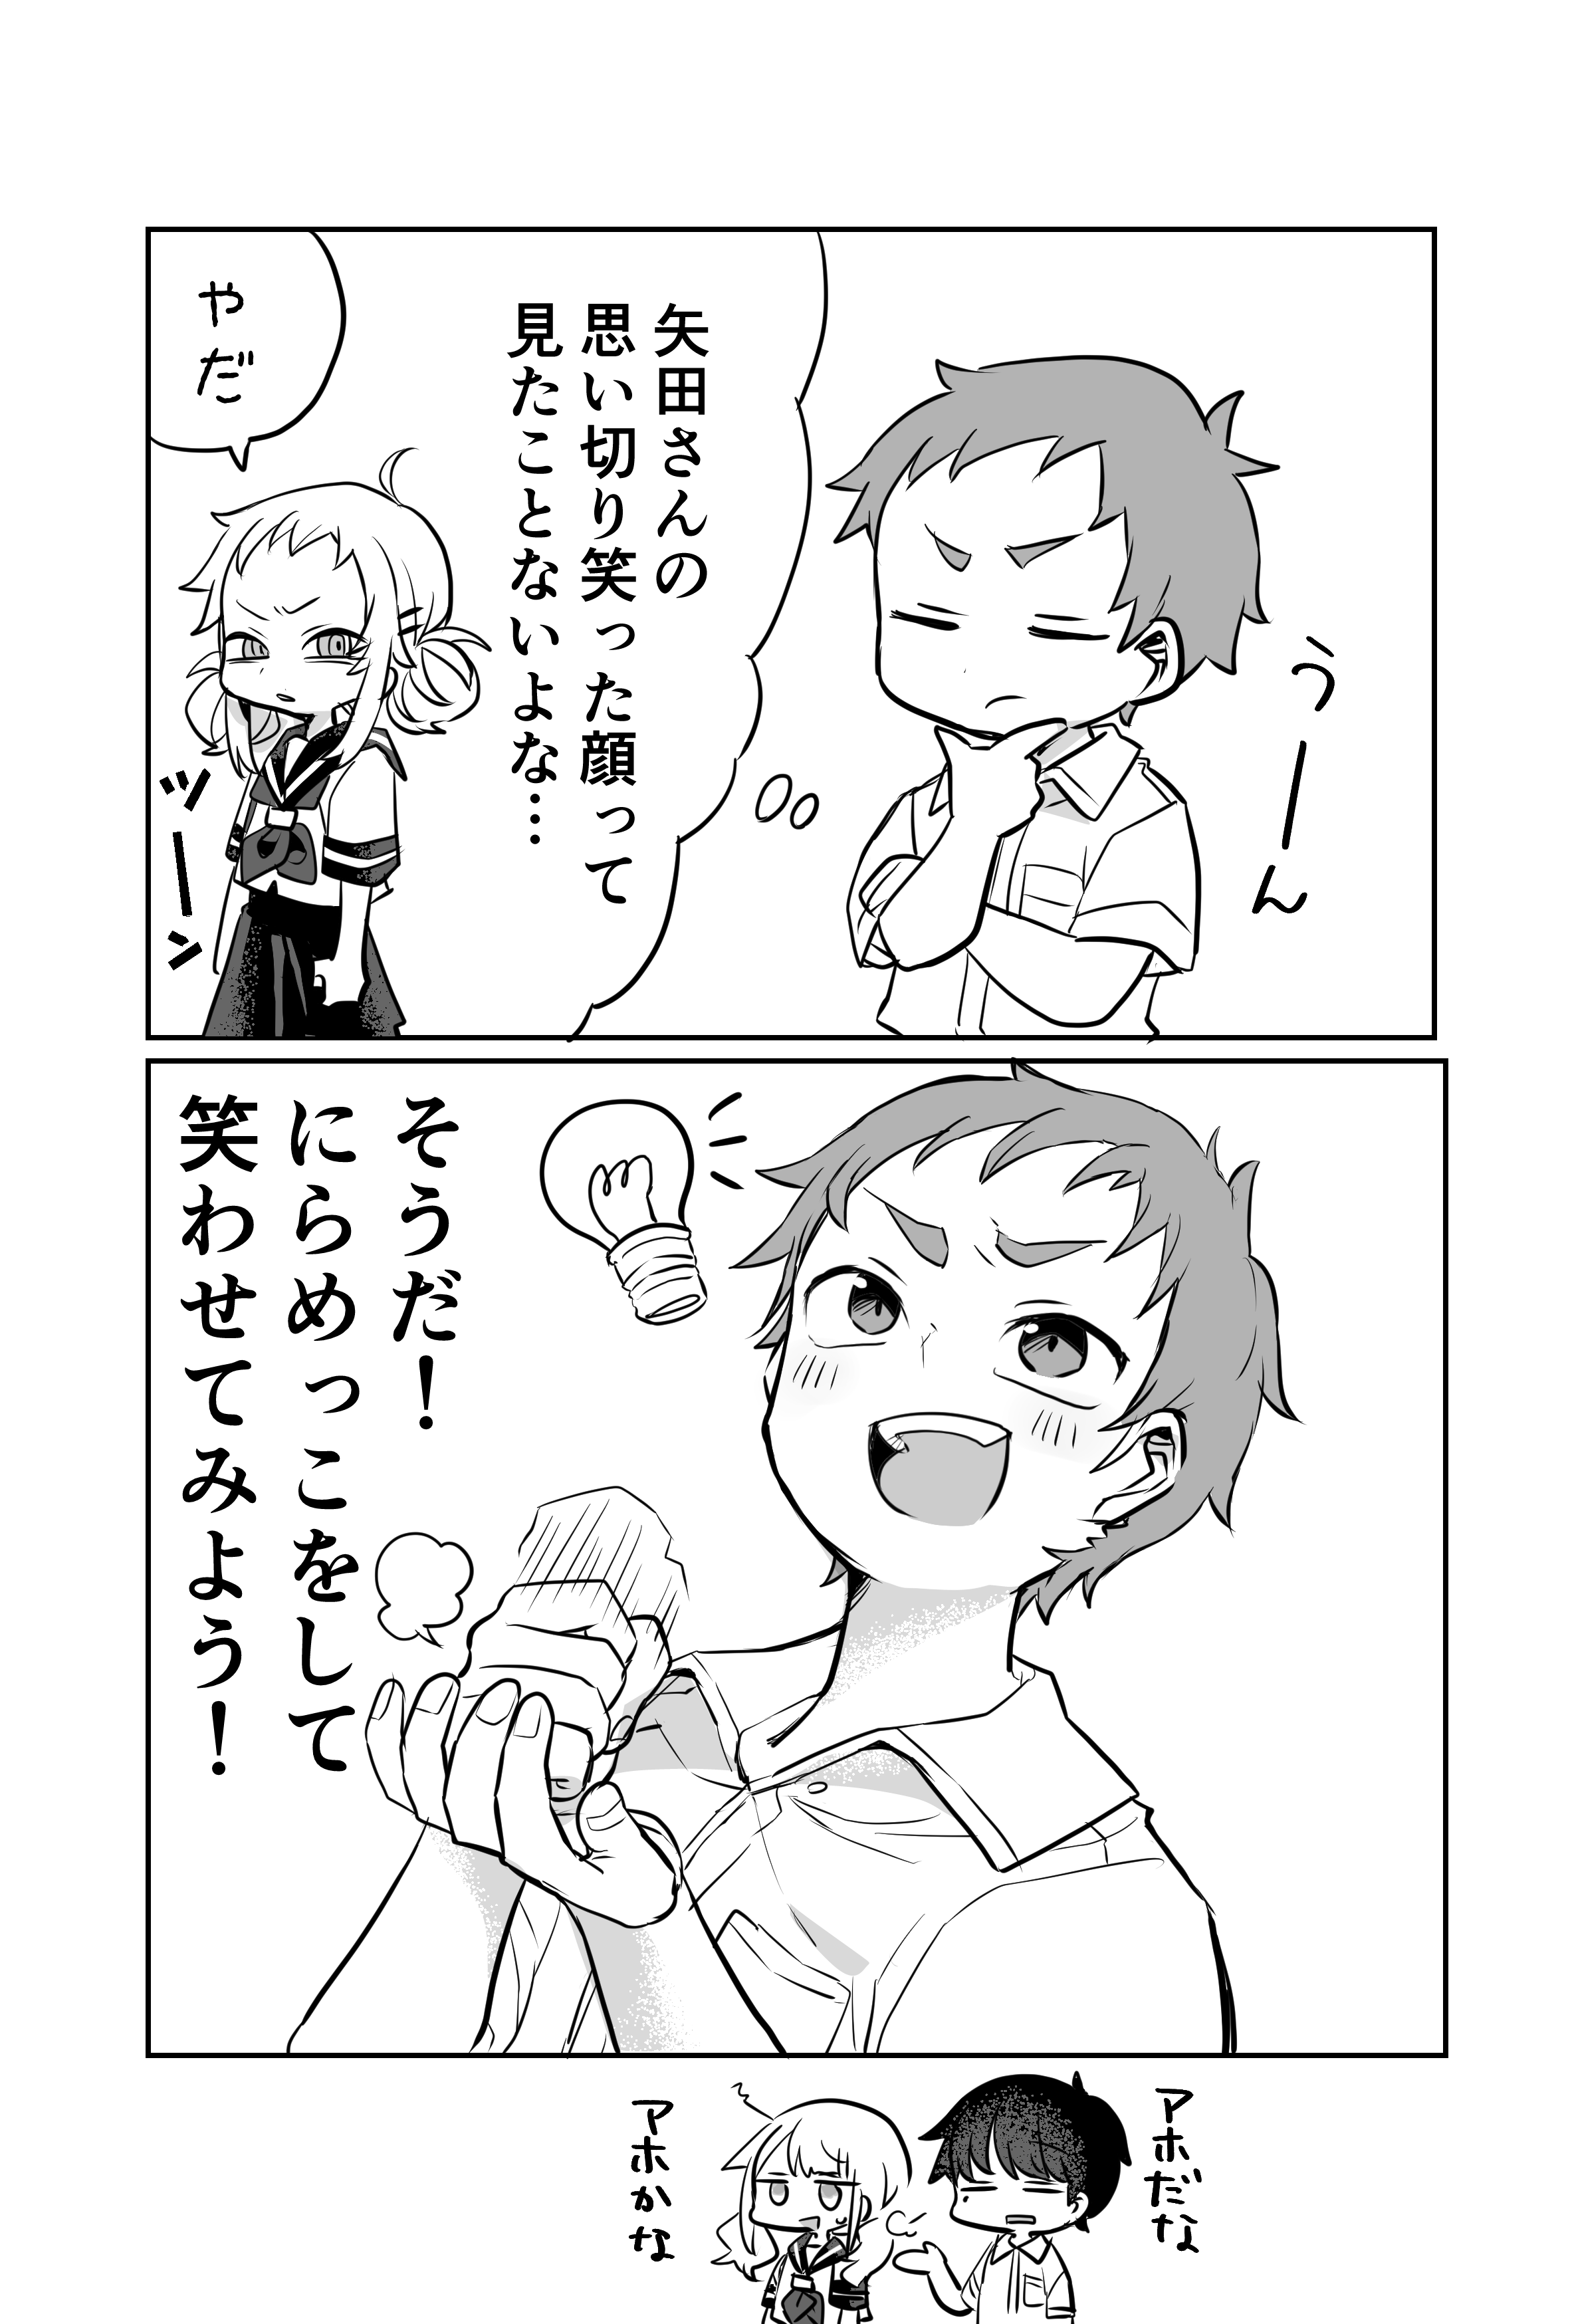 うーん
矢田さんの
思い切り笑った顔って
見たことないよな…
やだ
ツーン
そうだ！
にらめっこをして
笑わせてみよう！
アホだな
アホかな